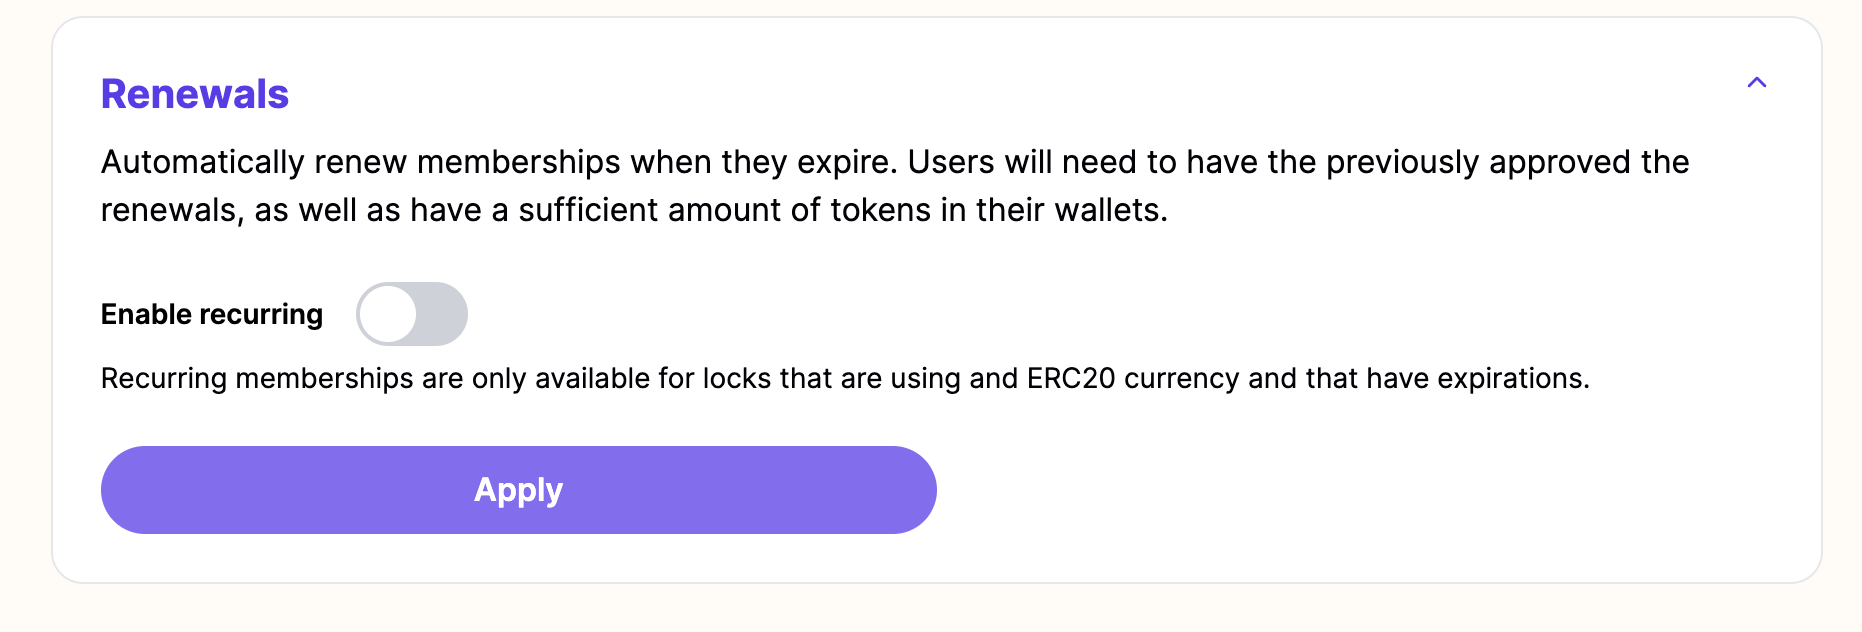 Renewals
Automatically renew memberships when they expire. Users will need to have the previously approved the
renewals, as well as have a sufficient amount of tokens in their wallets.
Enable recurring
Recurring memberships are only available for locks that are using and ERC20 currency and that have expirations.
Apply